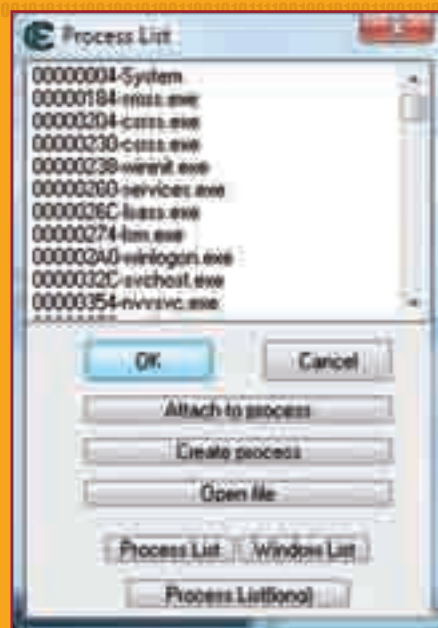 Process List
00000004-System
00000184-smss.exe
00000204-csrss.exe
00000230-csrss.exe
00000238-wininit.exe
00000260-services.exe
0000026C-lsass.exe
00000274-lsm.exe
000002A0-winlogon.exe
0000032C-svchost.exe
00000354-nvvsvc.exe
OK
Cancel
Attach to process
Create process
Open file
Process List
Window List
Process List(long)